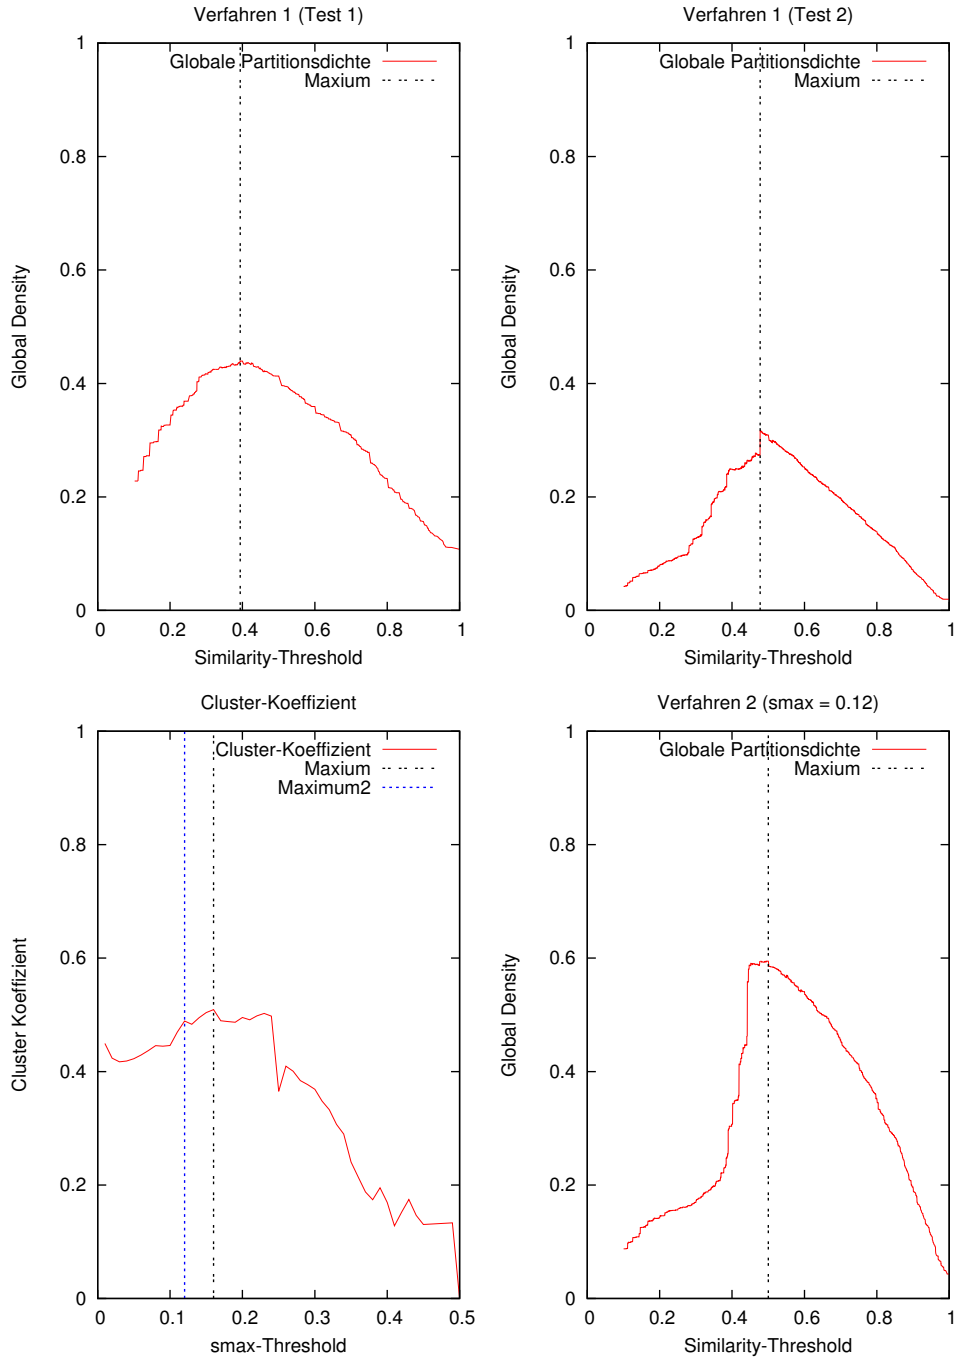 Verfahren 1 (Test 1)
1
0.8
0.6
0.4
0.2
0
Global Density
Globale Partitionsdichte
Maxium
0 0.2 0.4 0.6 0.8 1
Similarity-Threshold
Verfahren 1 (Test 2)
1
0.8
0.6
0.4
0.2
0
Global Density
Globale Partitionsdichte
Maxium
0 0.2 0.4 0.6 0.8 1
Similarity-Threshold
Cluster-Koeffizient
1
0.8
0.6
0.4
0.2
0
Cluster Koeffizient
Cluster-Koeffizient
Maxium
Maximum2
0 0.1 0.2 0.3 0.4 0.5
smax-Threshold
Verfahren 2 (smax = 0.12)
1
0.8
0.6
0.4
0.2
0
Global Density
Globale Partitionsdichte
Maxium
0 0.2 0.4 0.6 0.8 1
Similarity-Threshold